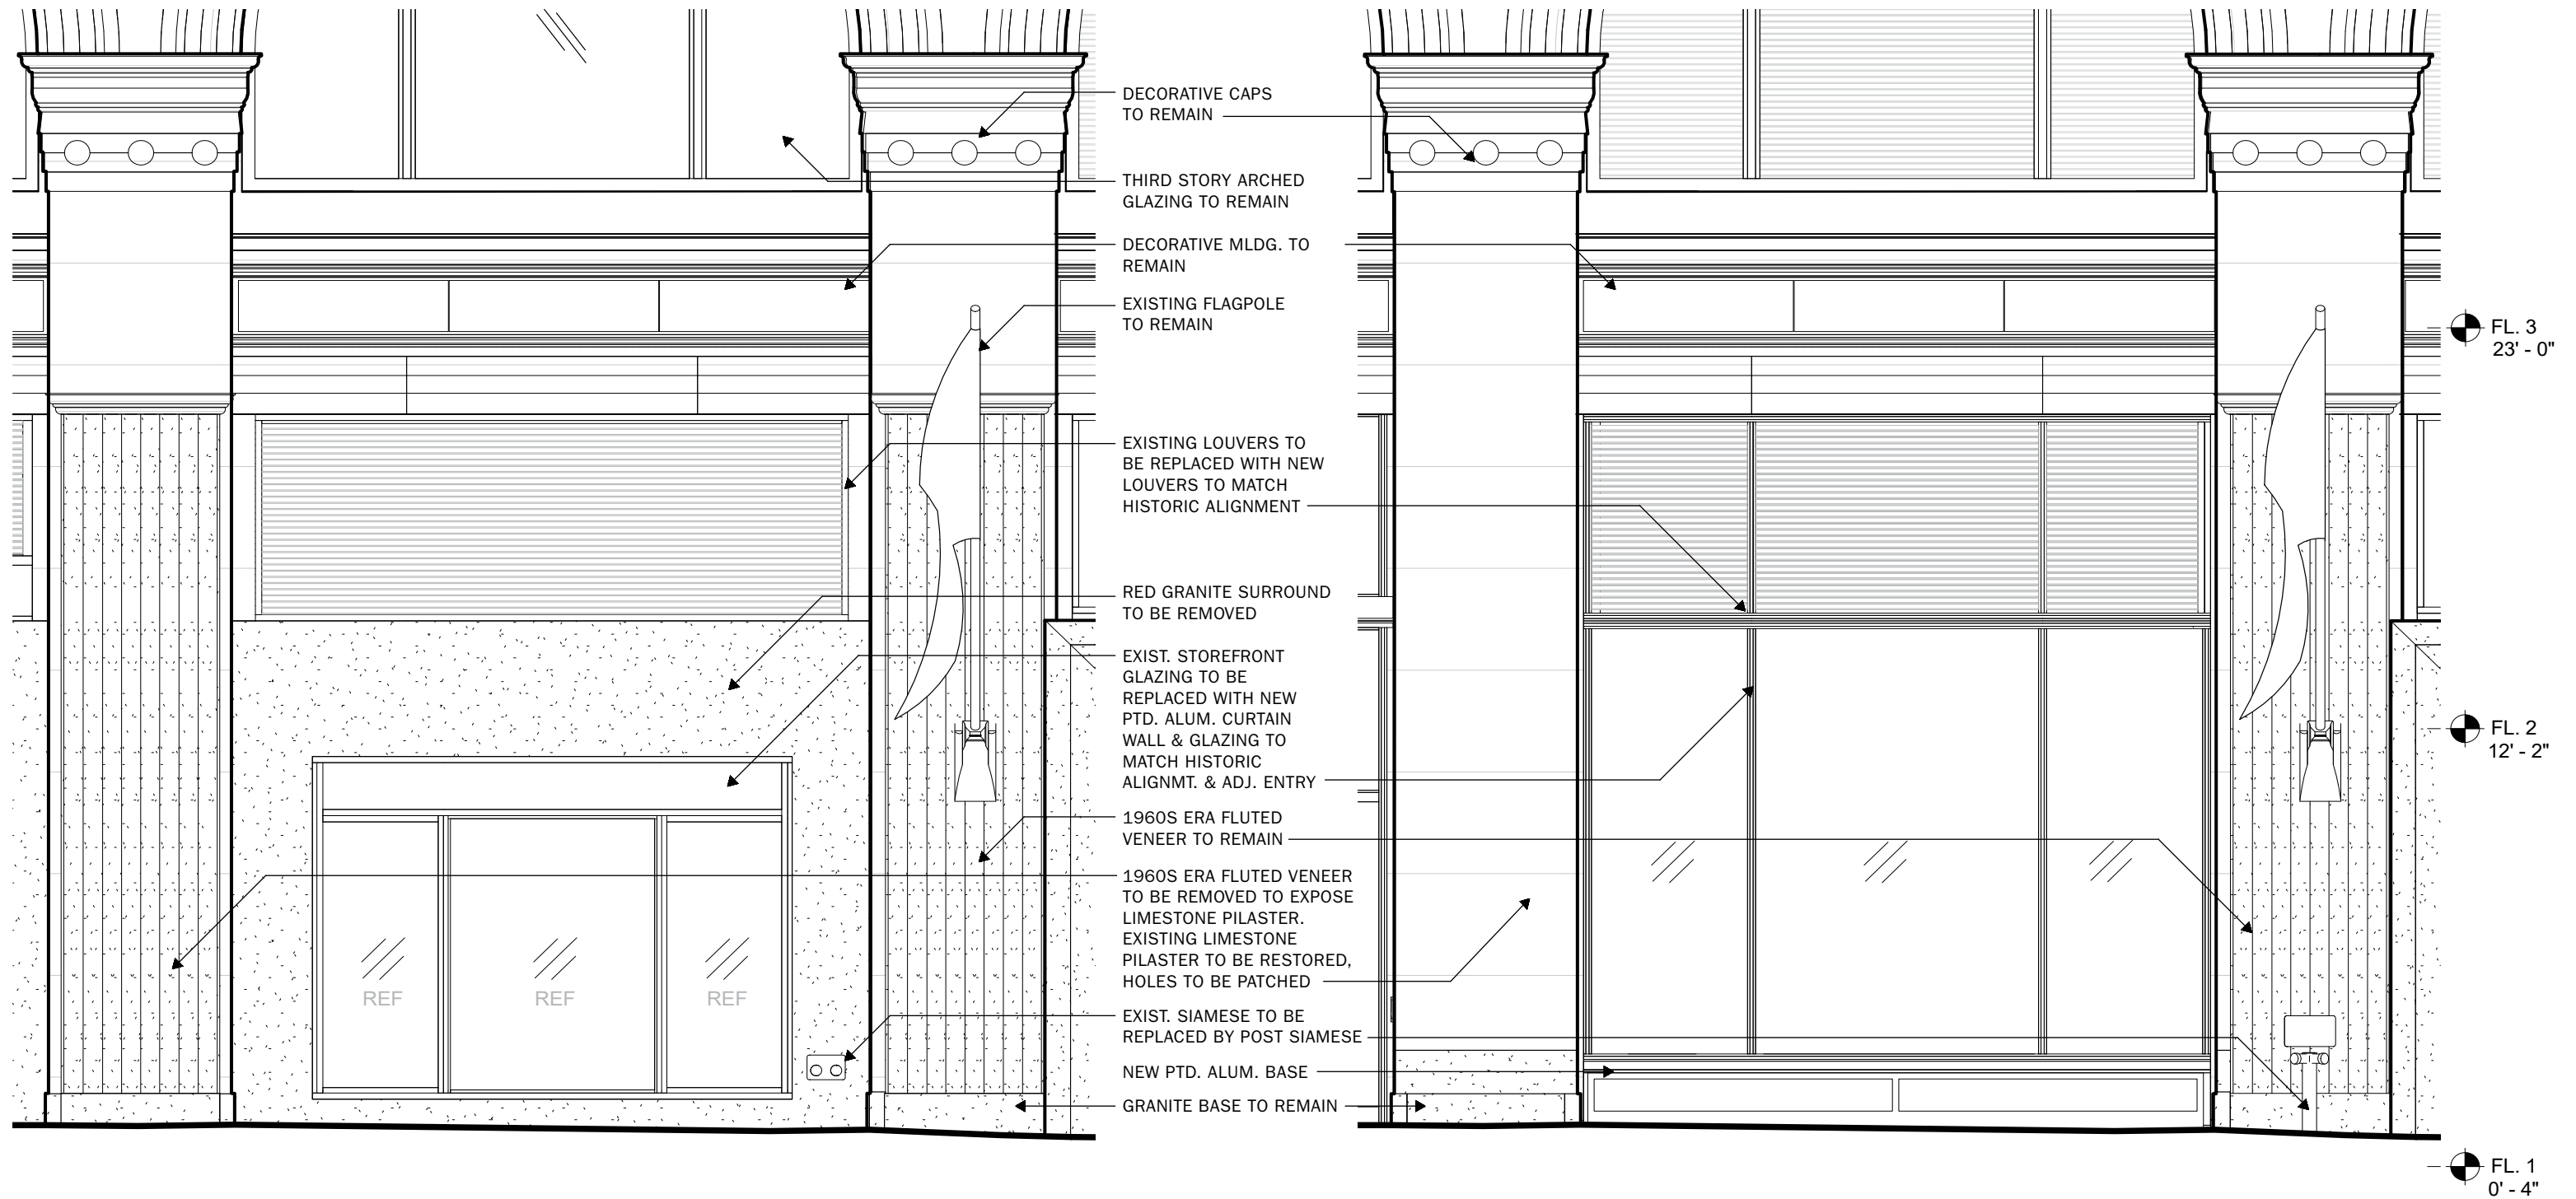 DECORATIVE CAPS
TO REMAIN
THIRD STORY ARCHED
GLAZING TO REMAIN
DECORATIVE MLDG. TO
REMAIN
EXISTING FLAGPOLE
TO REMAIN
EXISTING LOUVERS TO
BE REPLACED WITH NEW
LOUVERS TO MATCH
HISTORIC ALIGNMENT
RED GRANITE SURROUND
TO BE REMOVED
EXIST. STOREFRONT
GLAZING TO BE
REPLACED WITH NEW
PTD. ALUM. CURTAIN
WALL & GLAZING TO
MATCH HISTORIC
ALIGNMT. & ADJ. ENTRY
1960S ERA FLUTED
VENEER TO REMAIN
1960S ERA FLUTED VENEER
TO BE REMOVED TO EXPOSE
LIMESTONE PILASTER.
EXISTING LIMESTONE
PILASTER TO BE RESTORED,
HOLES TO BE PATCHED
EXIST. SIAMESE TO BE
REPLACED BY POST SIAMESE
NEW PTD. ALUM. BASE
GRANITE BASE TO REMAIN
REF
REF
REF
FL. 3
23' - 0"
FL. 2
12' - 2"
FL. 1
0' - 4"